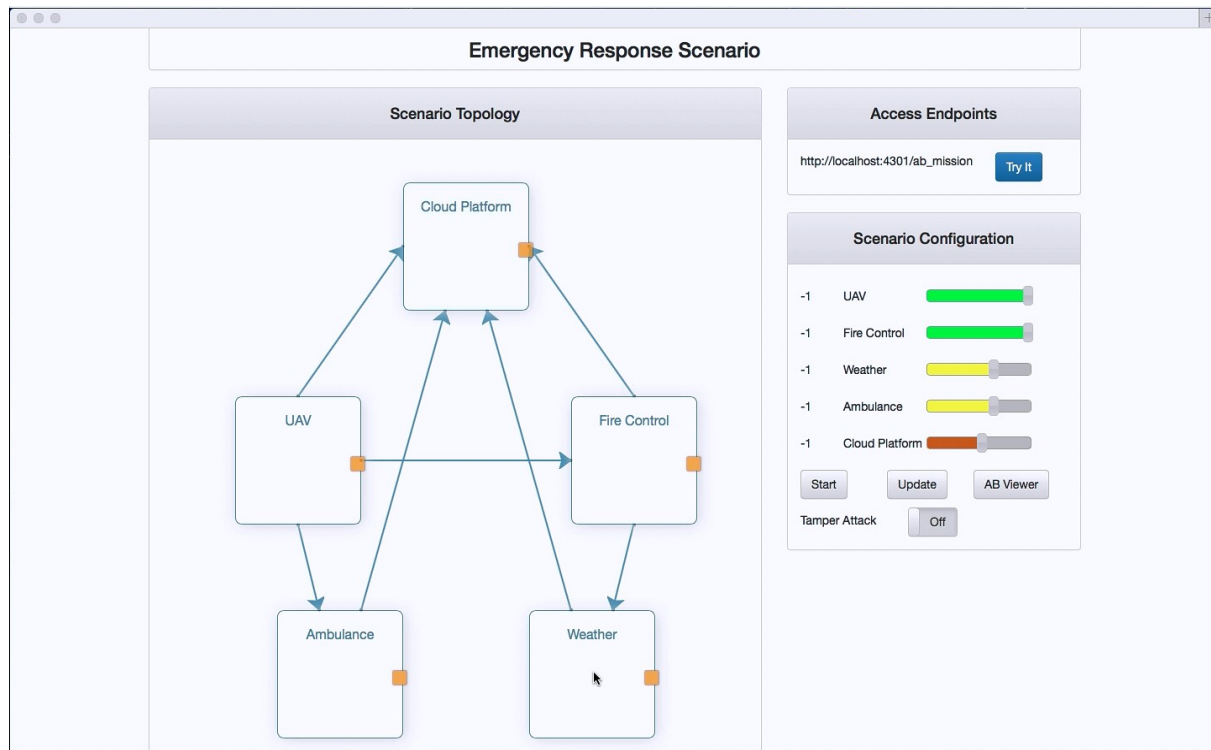 Emergency Response Scenario
Scenario Topology
Cloud Platform
UAV
Fire Control
Ambulance
Weather
Access Endpoints
http://localhost:4301/ab_mission
Try It
Scenario Configuration
-1 UAV
-1 Fire Control
-1 Weather
-1 Ambulance
-1 Cloud Platform
Start Update AB Viewer
Tamper Attack Off